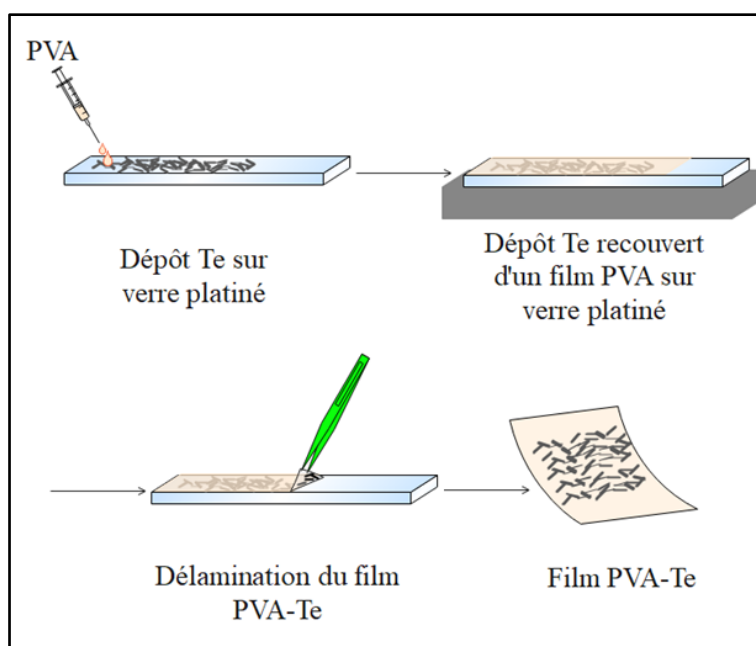 PVA
Dépôt Te sur
verre platiné
Dépôt Te recouvert
d'un film PVA sur
verre platiné
Délamination du film
PVA-Te
Film PVA-Te